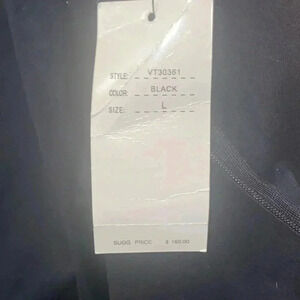 STYLE: VT30361
COLOR: BLACK
SIZE: L
SUGG PRICE $ 160.00